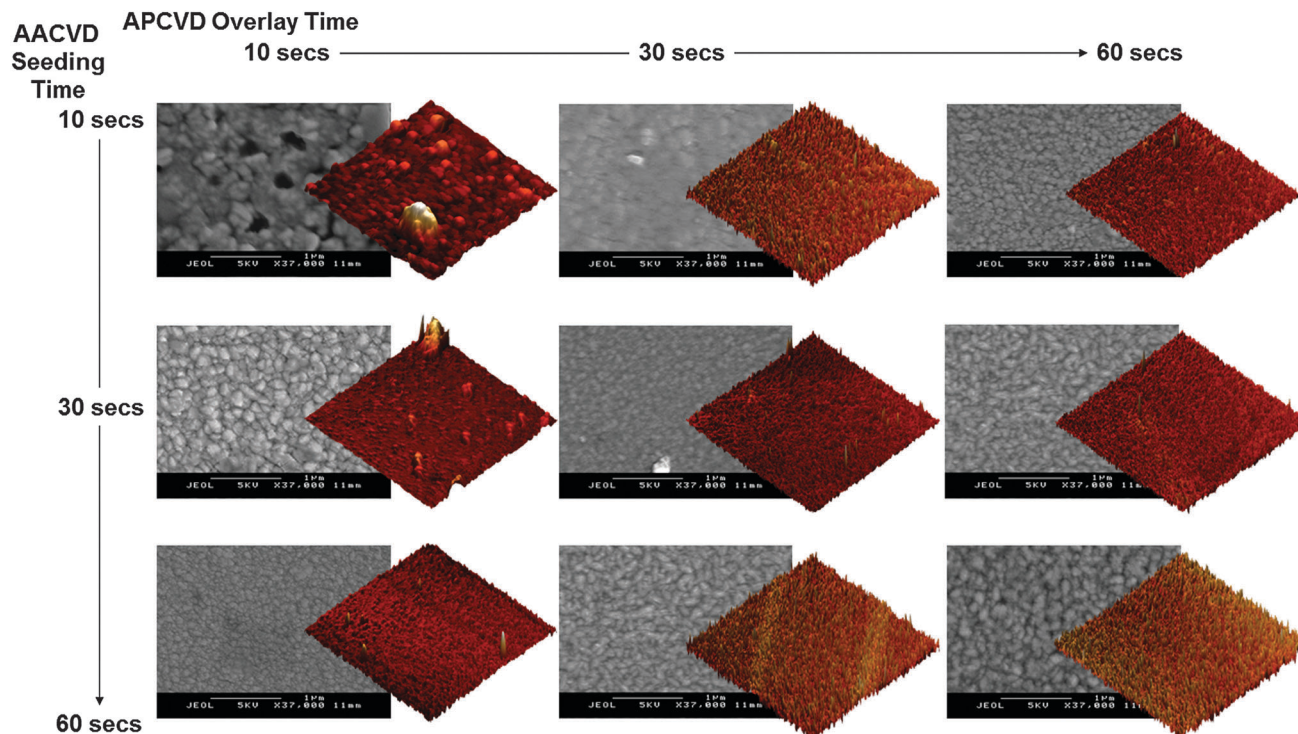 APCVD Overlay Time
AACVD
Seeding
Time
10 secs
30 secs
60 secs
10 secs
1μm
JEOL 5KV X37,000 11mm
1μm
JEOL 5KV X37,000 11mm
1μm
JEOL 5KV X37,000 11mm
30 secs
1μm
JEOL 5KV X37,000 11mm
1μm
JEOL 5KV X37,000 11mm
1μm
JEOL 5KV X37,000 11mm
1μm
JEOL 5KV X37,000 11mm
1μm
JEOL 5KV X37,000 11mm
1μm
JEOL 5KV X37,000 11mm
60 secs